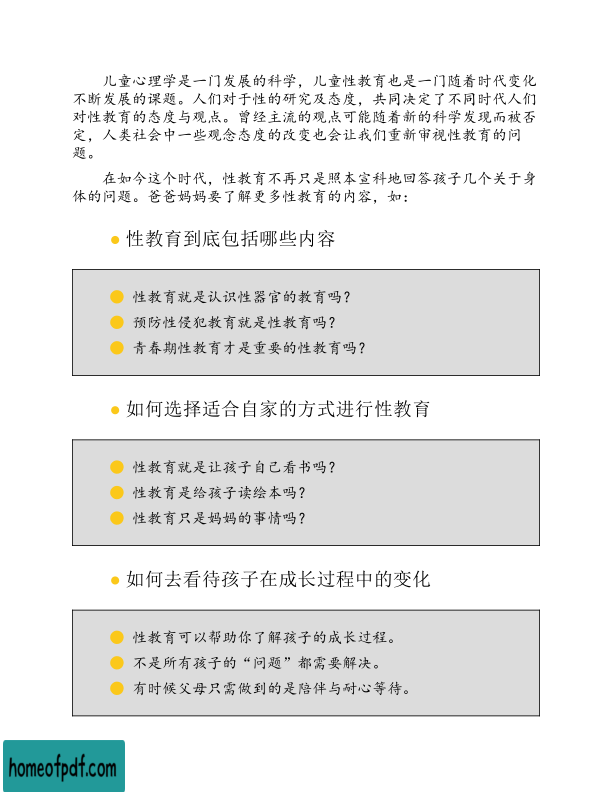 儿童心理学是一门发展的科学，儿童性教育也是一门随着时代变化
不断发展的课题。人们对于性的研究及态度，共同决定了不同时代人们
对性教育的态度与观点。曾经主流的观点可能随着新的科学发现而被否
定，人类社会中一些观念态度的改变也会让我们重新审视性教育的问
题。
在如今这个时代，性教育不再只是照本宣科地回答孩子几个关于身
体的问题。爸爸妈妈要了解更多性教育的内容，如：
● 性教育到底包括哪些内容
● 性教育就是认识性器官的教育吗？
● 预防性侵犯教育就是性教育吗？
● 青春期性教育才是重要的性教育吗？
● 如何选择适合自家的方式进行性教育
● 性教育就是让孩子自己看书吗？
● 性教育是给孩子读绘本吗？
● 性教育只是妈妈的事情吗？
● 如何去看待孩子在成长过程中的变化
● 性教育可以帮助你了解孩子的成长过程。
● 不是所有孩子的“问题”都需要解决。
● 有时候父母只需做到的是陪伴与耐心等待。
homeofpdf.com